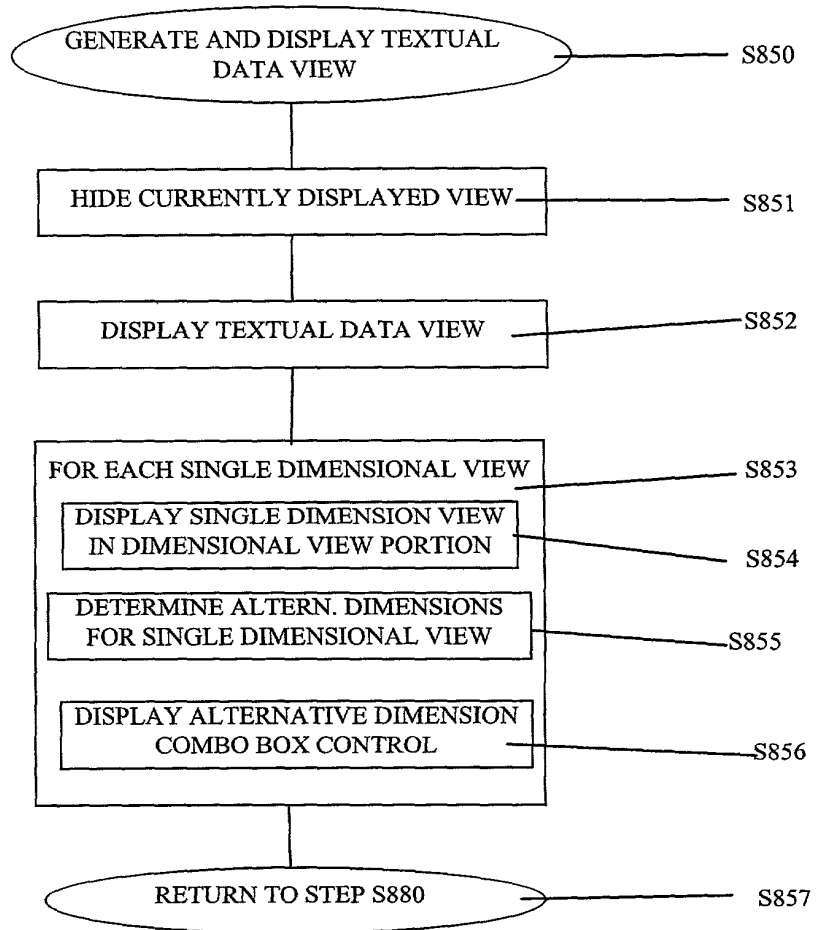 GENERATE AND DISPLAY TEXTUAL
DATA VIEW
S850
HIDE CURRENTLY DISPLAYED VIEW
S851
DISPLAY TEXTUAL DATA VIEW
S852
FOR EACH SINGLE DIMENSIONAL VIEW
S853
DISPLAY SINGLE DIMENSION VIEW
IN DIMENSIONAL VIEW PORTION
S854
DETERMINE ALTERN. DIMENSIONS
FOR SINGLE DIMENSIONAL VIEW
S855
DISPLAY ALTERNATIVE DIMENSION
COMBO BOX CONTROL
S856
RETURN TO STEP S880
S857